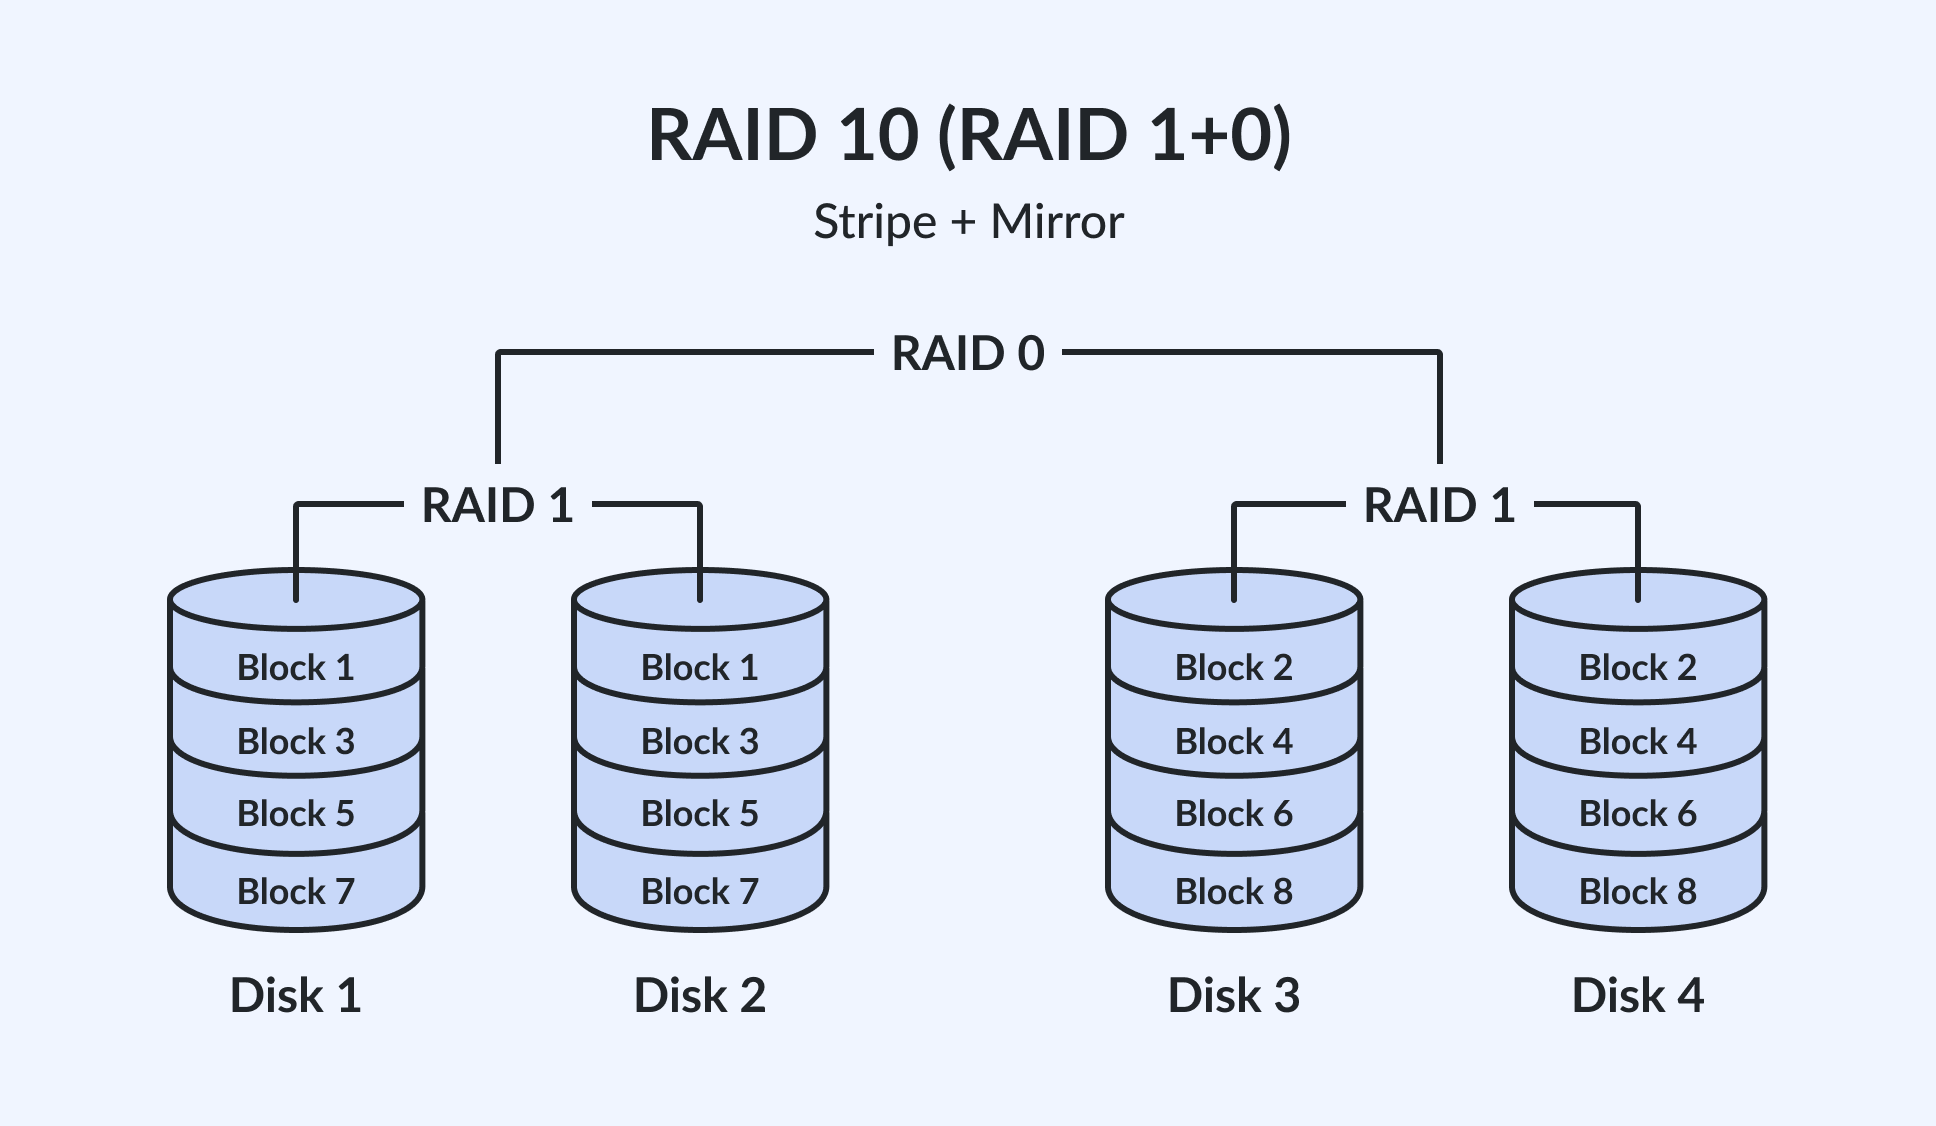 RAID 10 (RAID 1+0)
Stripe + Mirror
RAID 0
RAID 1
RAID 1
Block 1
Block 3
Block 5
Block 7
Disk 1
Block 1
Block 3
Block 5
Block 7
Disk 2
Block 2
Block 4
Block 6
Block 8
Disk 3
Block 2
Block 4
Block 6
Block 8
Disk 4